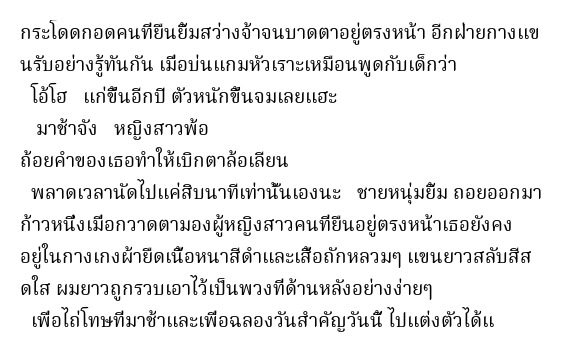 กระโดดกอดคนที่ยืนยิ้มสว่างจ้าจนบาดตาอยู่ตรงหน้า อีกฝ่ายกางแข
นรับอย่างรู้ทันกัน เมื่อบ่นแกมหัวเราะเหมือนพูดกับเด็กว่า
โอ้โฮ แก่ขึ้นอีกปี ตัวหนักขึ้นจมเลยแฮะ
มาช้าจัง หญิงสาวพ้อ
ถ้อยคำของเธอทำให้เบิกตาล้อเลียน
พลาดเวลานัดไปแค่สิบนาทีเท่านั้นเองนะ ชายหนุ่มยิ้ม ถอยออกมา
ก้าวหนึ่งเมื่อกวาดตามองผู้หญิงสาวคนที่ยืนอยู่ตรงหน้าเธอยังคง
อยู่ในกางเกงผ้ายืดเนื้อหนาสีดำและเสื้อถักหลวมๆ แขนยาวสลับสีส
ดใส ผมยาวถูกรวบเอาไว้เป็นพวงที่ด้านหลังอย่างง่ายๆ
เพื่อไถ่โทษที่มาช้าและเพื่อฉลองวันสำคัญวันนี้ ไปแต่งตัวได้แ